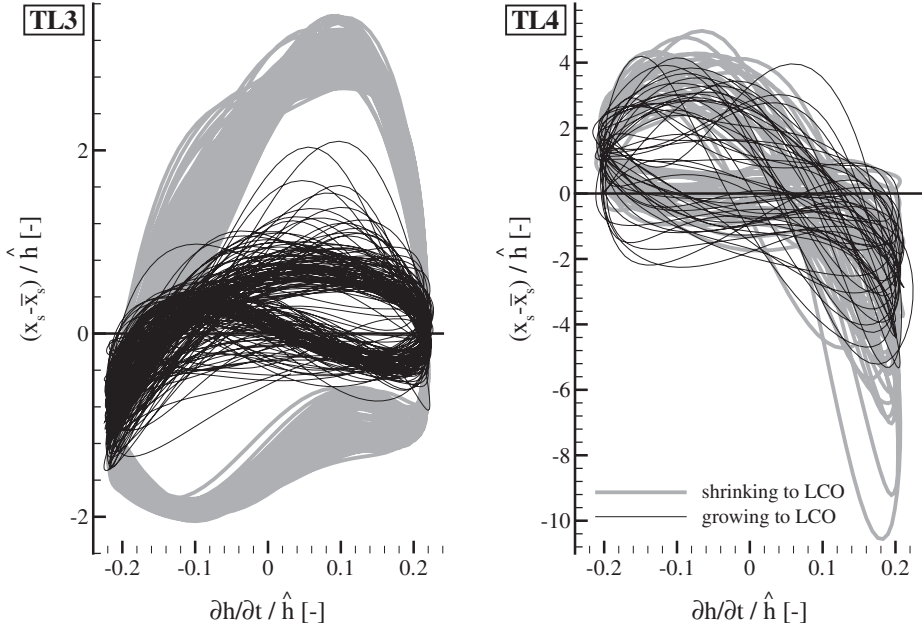 TL3
2
0
-2
-0.2 -0.1 0 0.1 0.2
(x_s-x̄_s) / ĥ [-]
∂h/∂t / ĥ [-]
TL4
4
2
0
-2
-4
-6
-8
-10
-0.2 -0.1 0 0.1 0.2
(x_s-x̄_s) / ĥ [-]
∂h/∂t / ĥ [-]
shrinking to LCO
growing to LCO